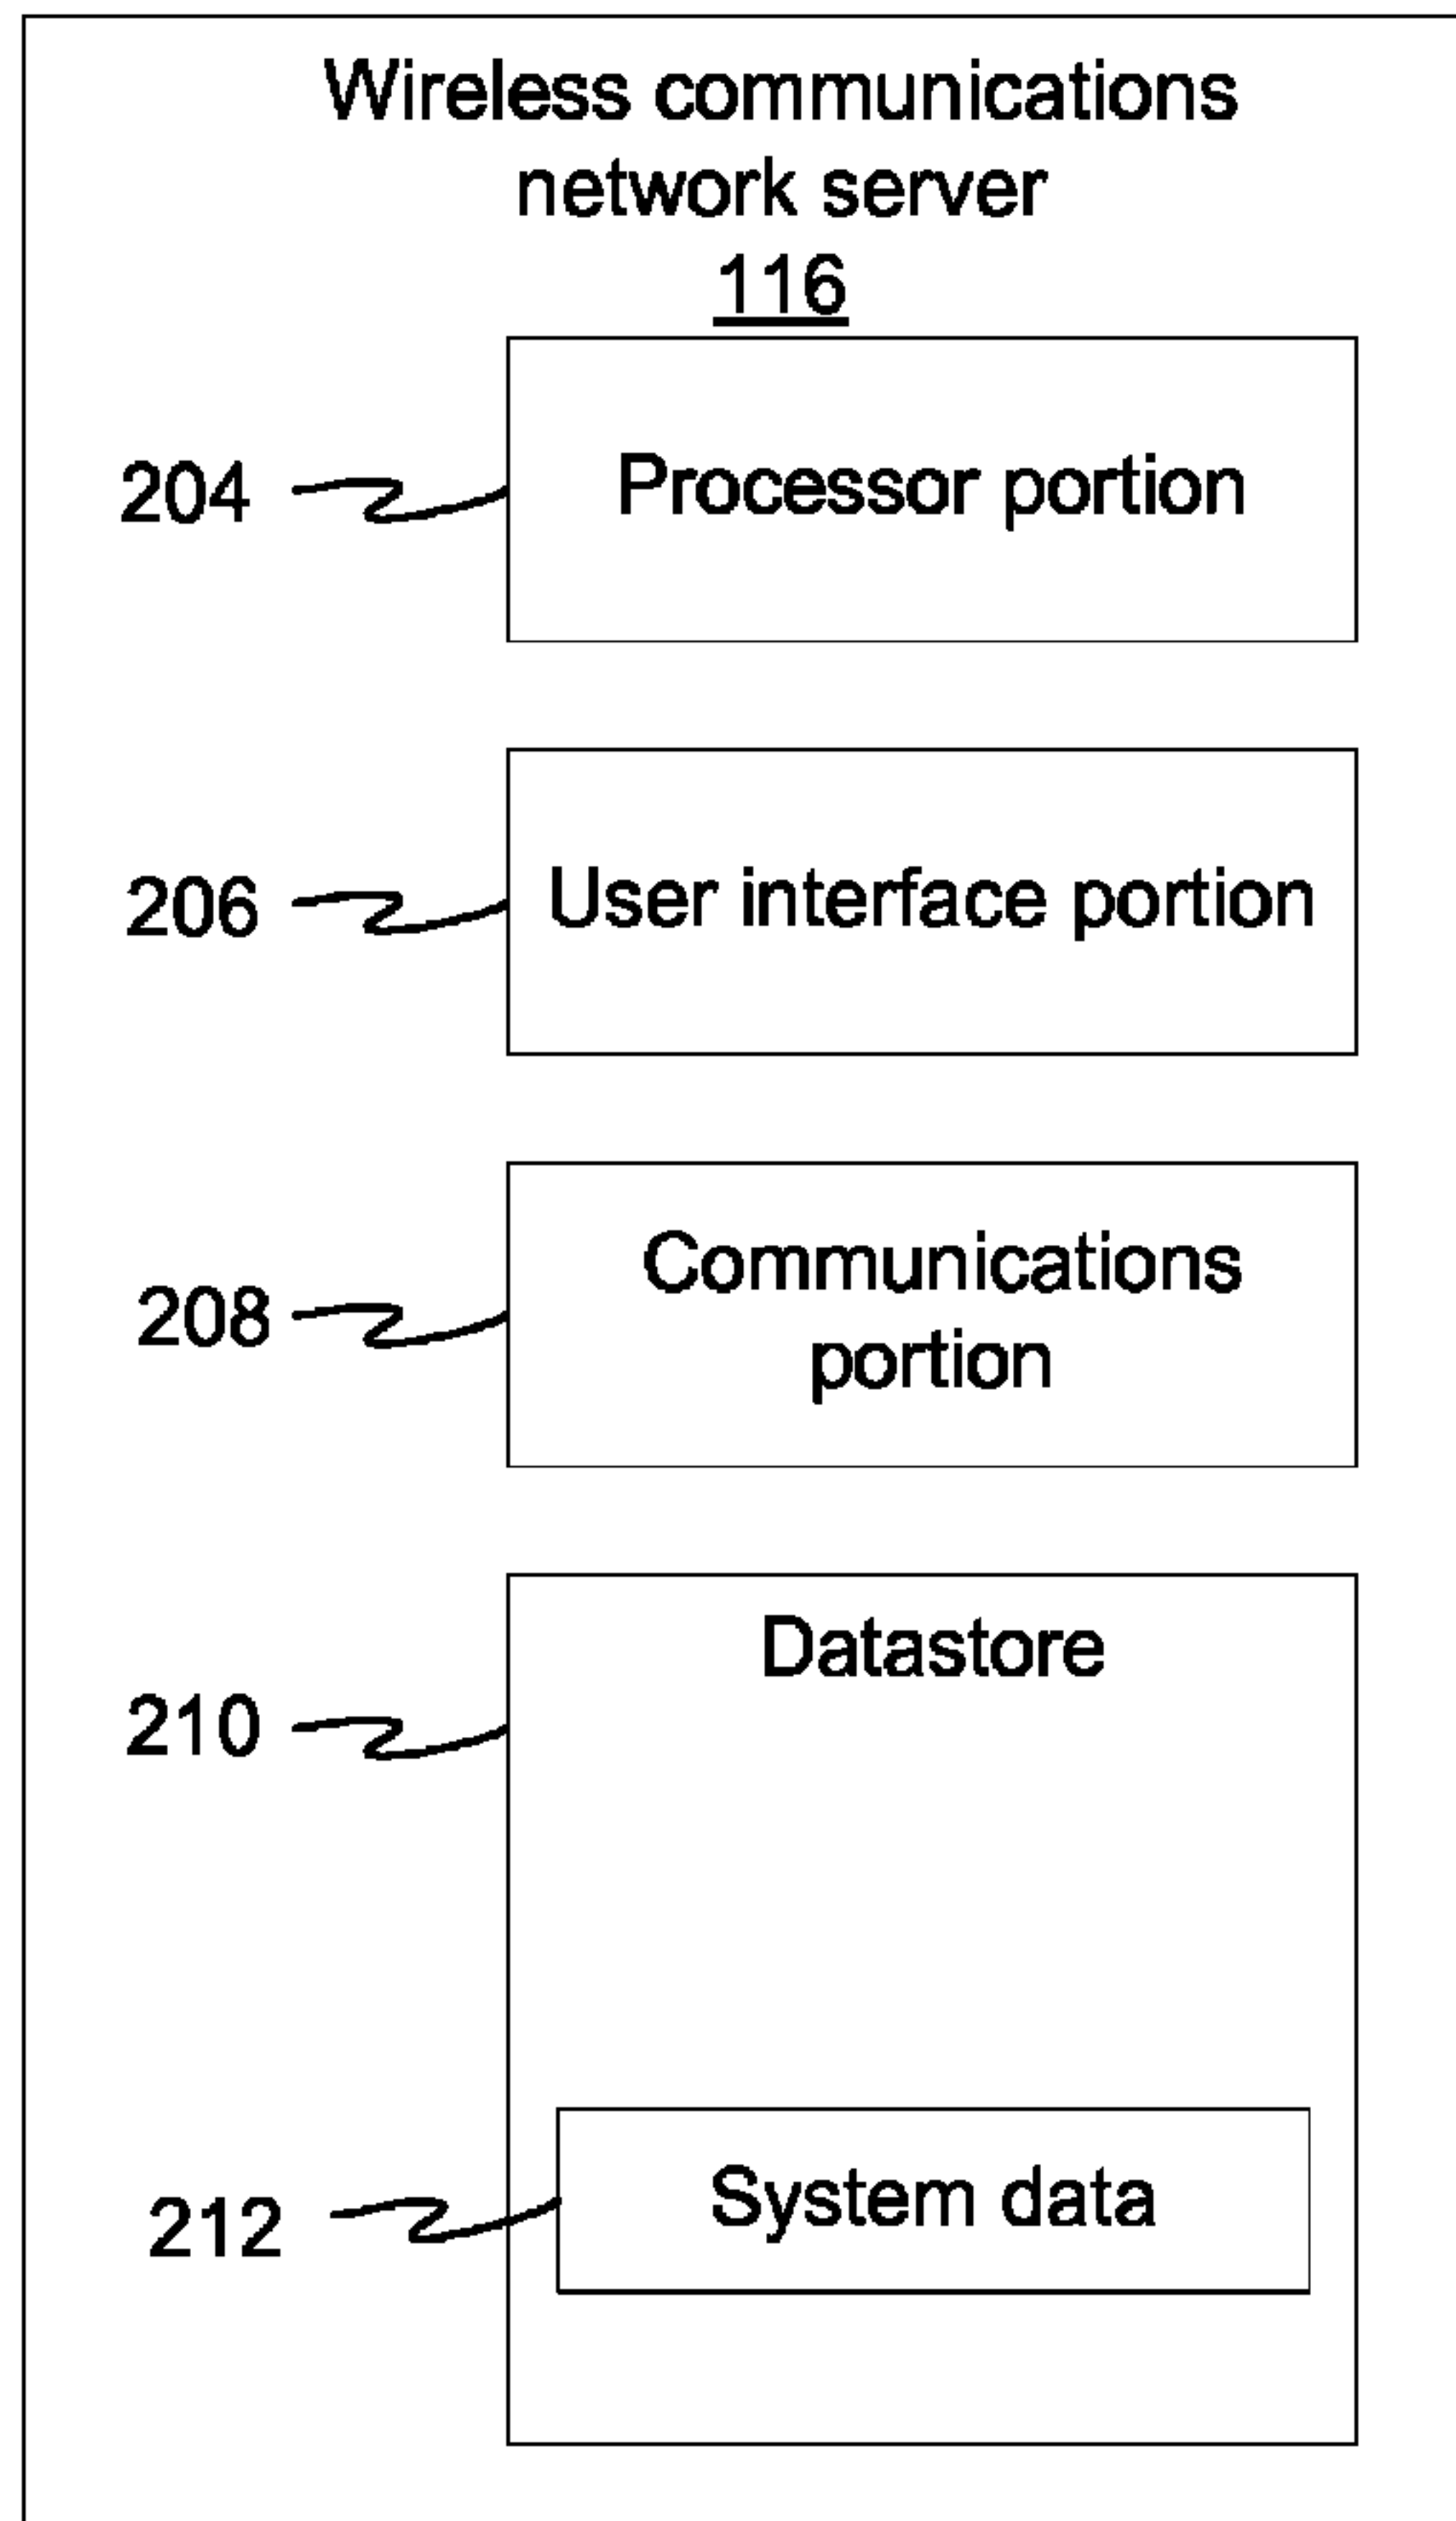 Wireless communications
network server
116
204
Processor portion
206
User interface portion
208
Communications
portion
210
Datastore
212
System data